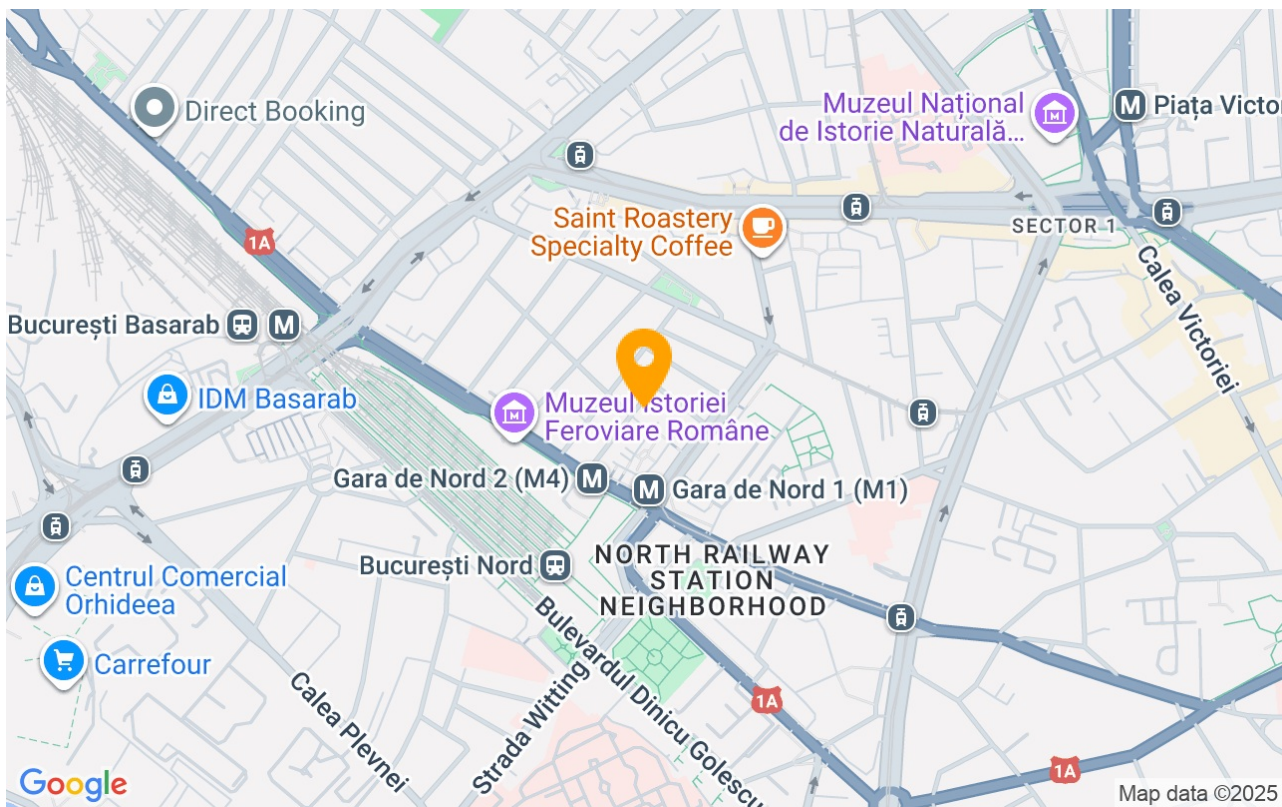 Direct Booking
Muzeul Național
de Istorie Naturală...
M
Piața Victor
Saint Roastery
Specialty Coffee
SECTOR 1
1A
Calea Victoriei
București Basarab
M
IDM Basarab
Muzeul Istoriei
Feroviare Române
Gara de Nord 2 (M4)
M
M
Gara de Nord 1 (M1)
București Nord
NORTH RAILWAY
STATION
NEIGHBORHOOD
Centrul Comercial
Orhideea
Carrefour
Bulevardul Dinicu Golescu
Calea Plevnei
Strada Witting
1A
1A
Google
Map data ©2025